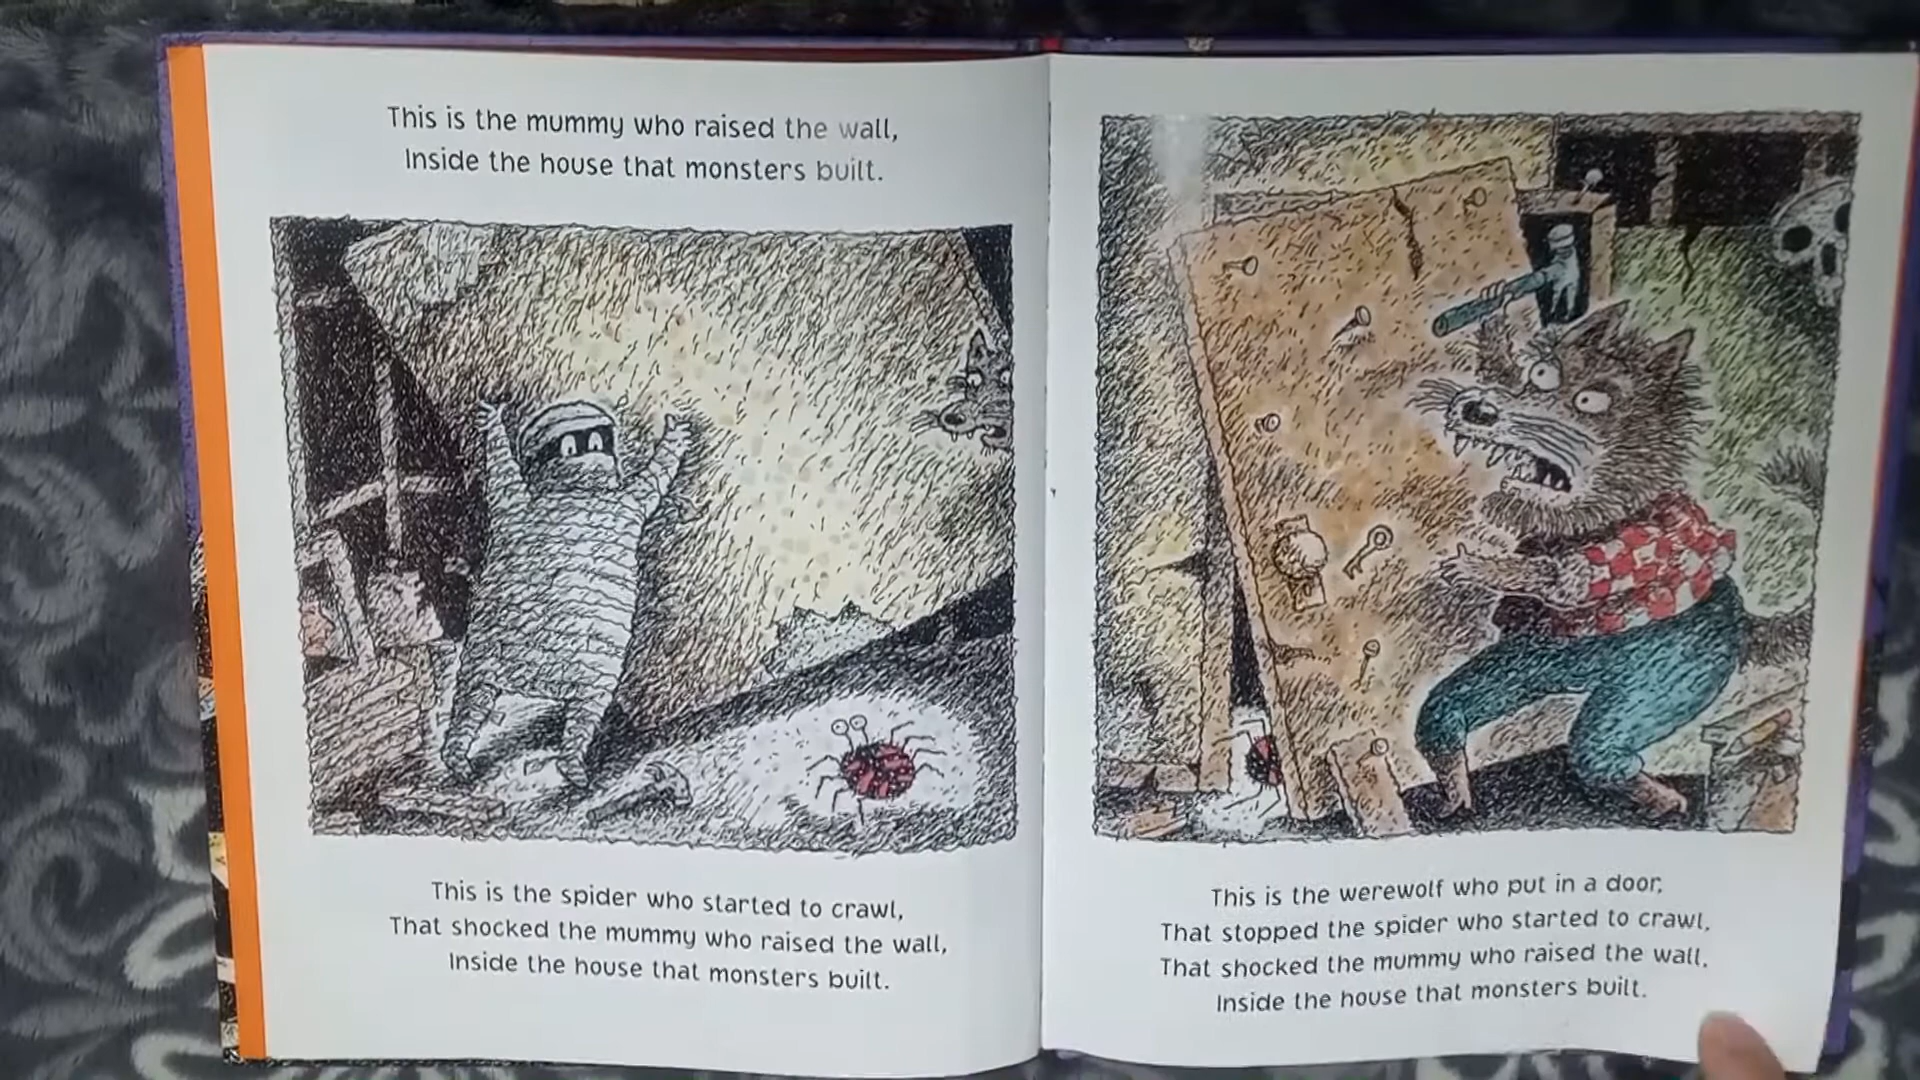 This is the mummy who raised the wall,
Inside the house that monsters built.
This is the spider who started to crawl,
That shocked the mummy who raised the wall,
Inside the house that monsters built.
This is the werewolf who put in a door,
That stopped the spider who started to crawl,
That shocked the mummy who raised the wall,
Inside the house that monsters built.